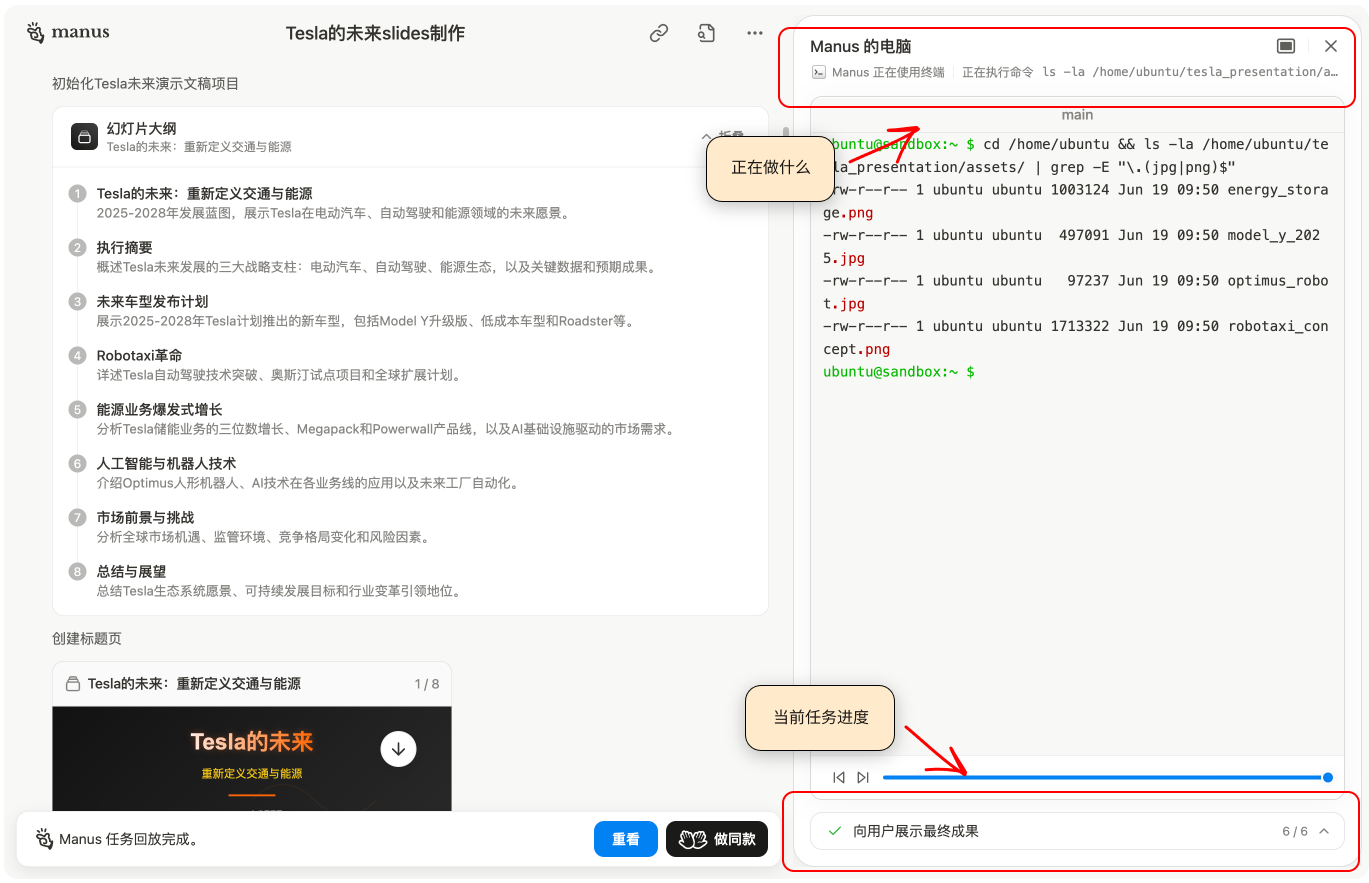 manus
Tesla的未来slides制作
初始化Tesla未来演示文稿项目
幻灯片大纲
Tesla的未来：重新定义交通与能源
1
Tesla的未来：重新定义交通与能源
2025-2028年发展蓝图，展示Tesla在电动汽车、自动驾驶和能源领域的未来愿景。
2
执行摘要
概述Tesla未来发展的三大战略支柱：电动汽车、自动驾驶、能源生态，以及关键数据和预期成果。
3
未来车型发布计划
展示2025-2028年Tesla计划推出的新车型，包括Model Y升级版、低成本车型和Roadster等。
4
Robotaxi革命
详述Tesla自动驾驶技术突破、奥斯汀试点项目和全球扩展计划。
5
能源业务爆发式增长
分析Tesla储能业务的三位数增长、Megapack和Powerwall产品线，以及AI基础设施驱动的市场需求。
6
人工智能与机器人技术
介绍Optimus人形机器人、AI技术在各业务线的应用以及未来工厂自动化。
7
市场前景与挑战
分析全球市场机遇、监管环境、竞争格局变化和风险因素。
8
总结与展望
总结Tesla生态系统愿景、可持续发展目标和行业变革引领地位。
创建标题页
Tesla的未来：重新定义交通与能源
1 / 8
Tesla的未来
重新定义交通与能源
Manus 任务回放完成。
重看
做同款
Manus 的电脑
Manus 正在使用终端
正在执行命令 ls -la /home/ubuntu/tesla_presentation/a…
main
正在做什么
buntu@sandbox:~ $ cd /home/ubuntu && ls -la /home/ubuntu/te
la_presentation/assets/ | grep -E "\.(jpg|png)$"
rw-r--r-- 1 ubuntu ubuntu 1003124 Jun 19 09:50 energy_stora
ge.png
-rw-r--r-- 1 ubuntu ubuntu  497091 Jun 19 09:50 model_y_202
5.jpg
-rw-r--r-- 1 ubuntu ubuntu   97237 Jun 19 09:50 optimus_robo
t.jpg
-rw-r--r-- 1 ubuntu ubuntu 1713322 Jun 19 09:50 robotaxi_con
cept.png
ubuntu@sandbox:~ $
当前任务进度
向用户展示最终成果
6 / 6